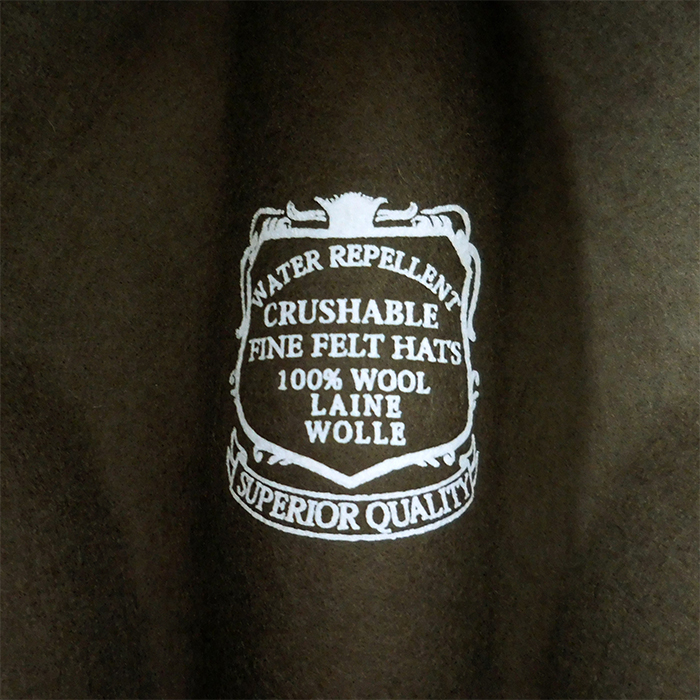 WATER REPELLENT
CRUSHABLE
FINE FELT HATS
100% WOOL
LAINE
WOLLE
SUPERIOR QUALITY